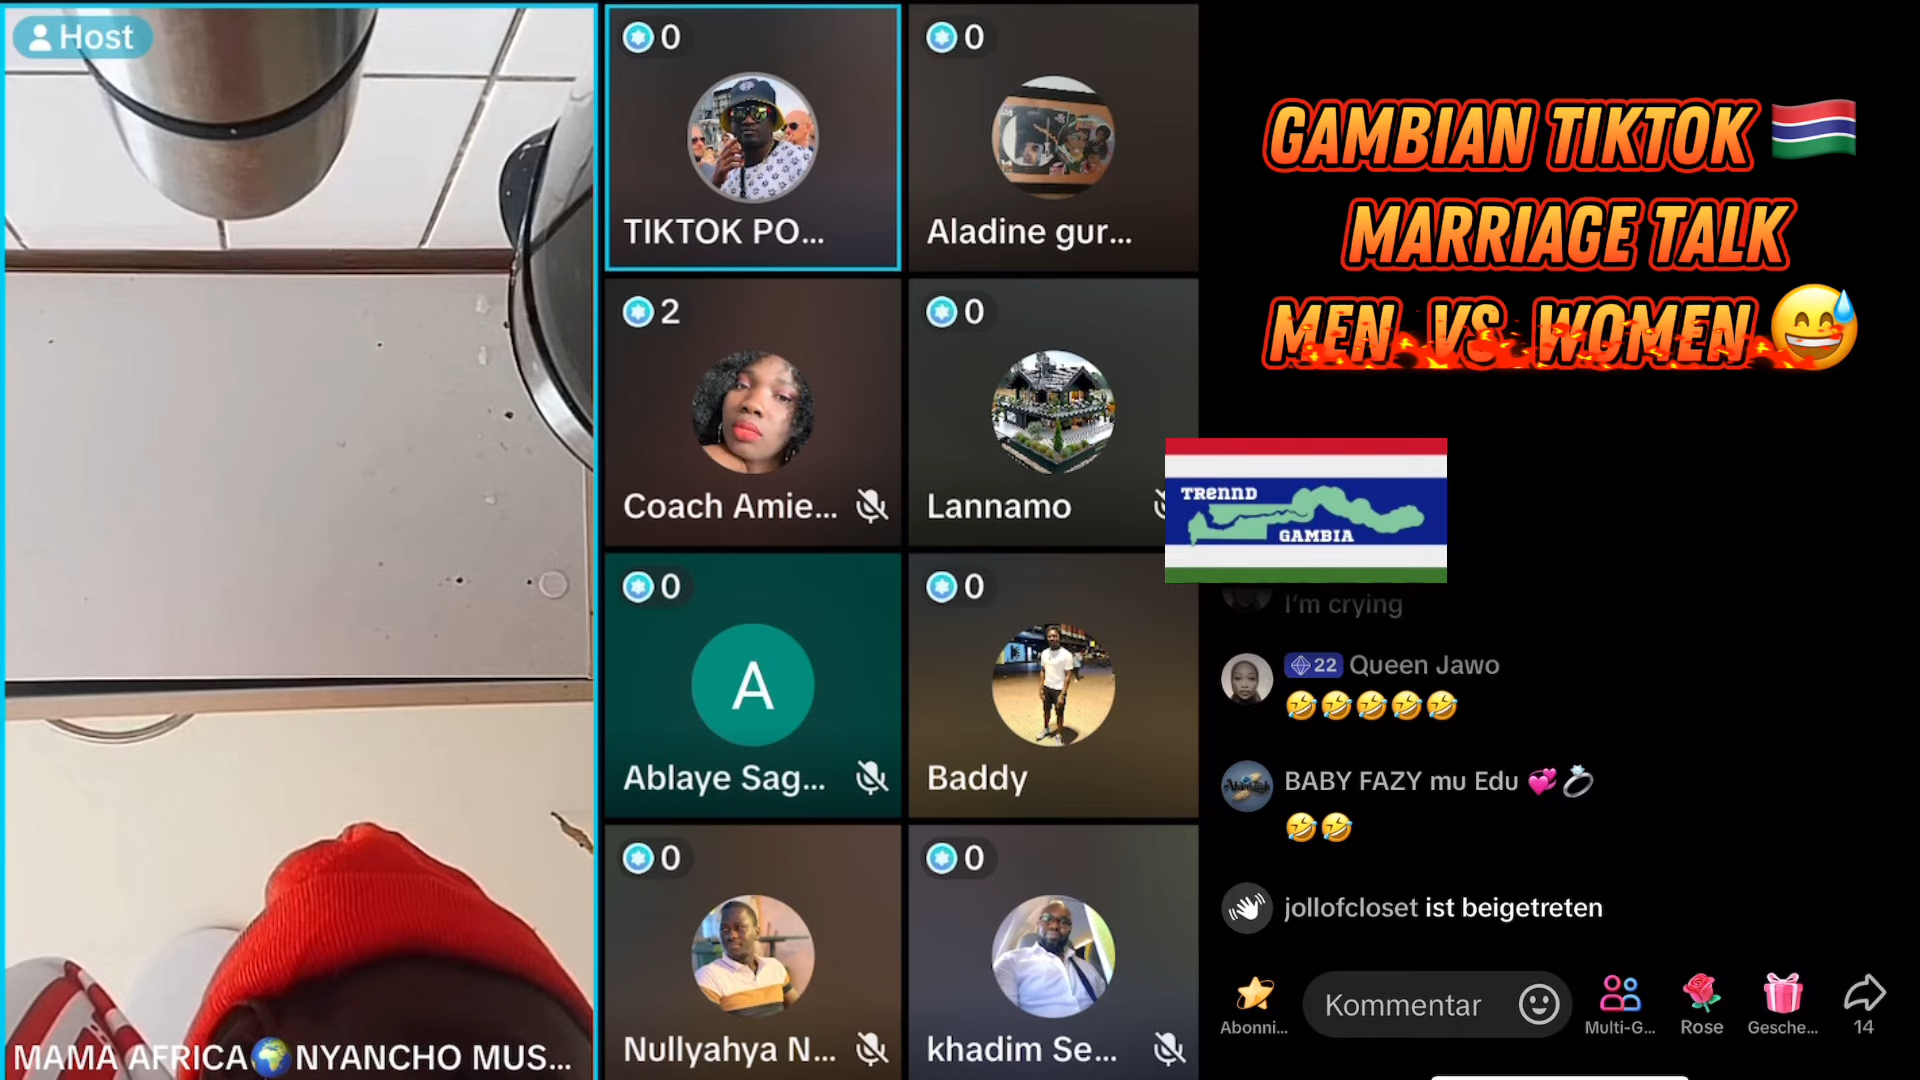 Host
MAMA AFRICA🌍NYANCHO MUS...
0
TIKTOK PO...
0
Aladine gur...
2
Coach Amie...
0
Lannamo
0
A
Ablaye Sag...
0
Baddy
0
Nullyahya N...
0
khadim Se...
GAMBIAN TIKTOK 🇬🇲
MARRIAGE TALK
MEN VS WOMEN 😅
TRENND
GAMBIA
I'm crying
22 Queen Jawo
🤣🤣🤣🤣🤣
BABY FAZY mu Edu 💞💍
🤣🤣
jollofcloset ist beigetreten
Kommentar
Abonni...
Multi-G...
Rose
Gesche...
14